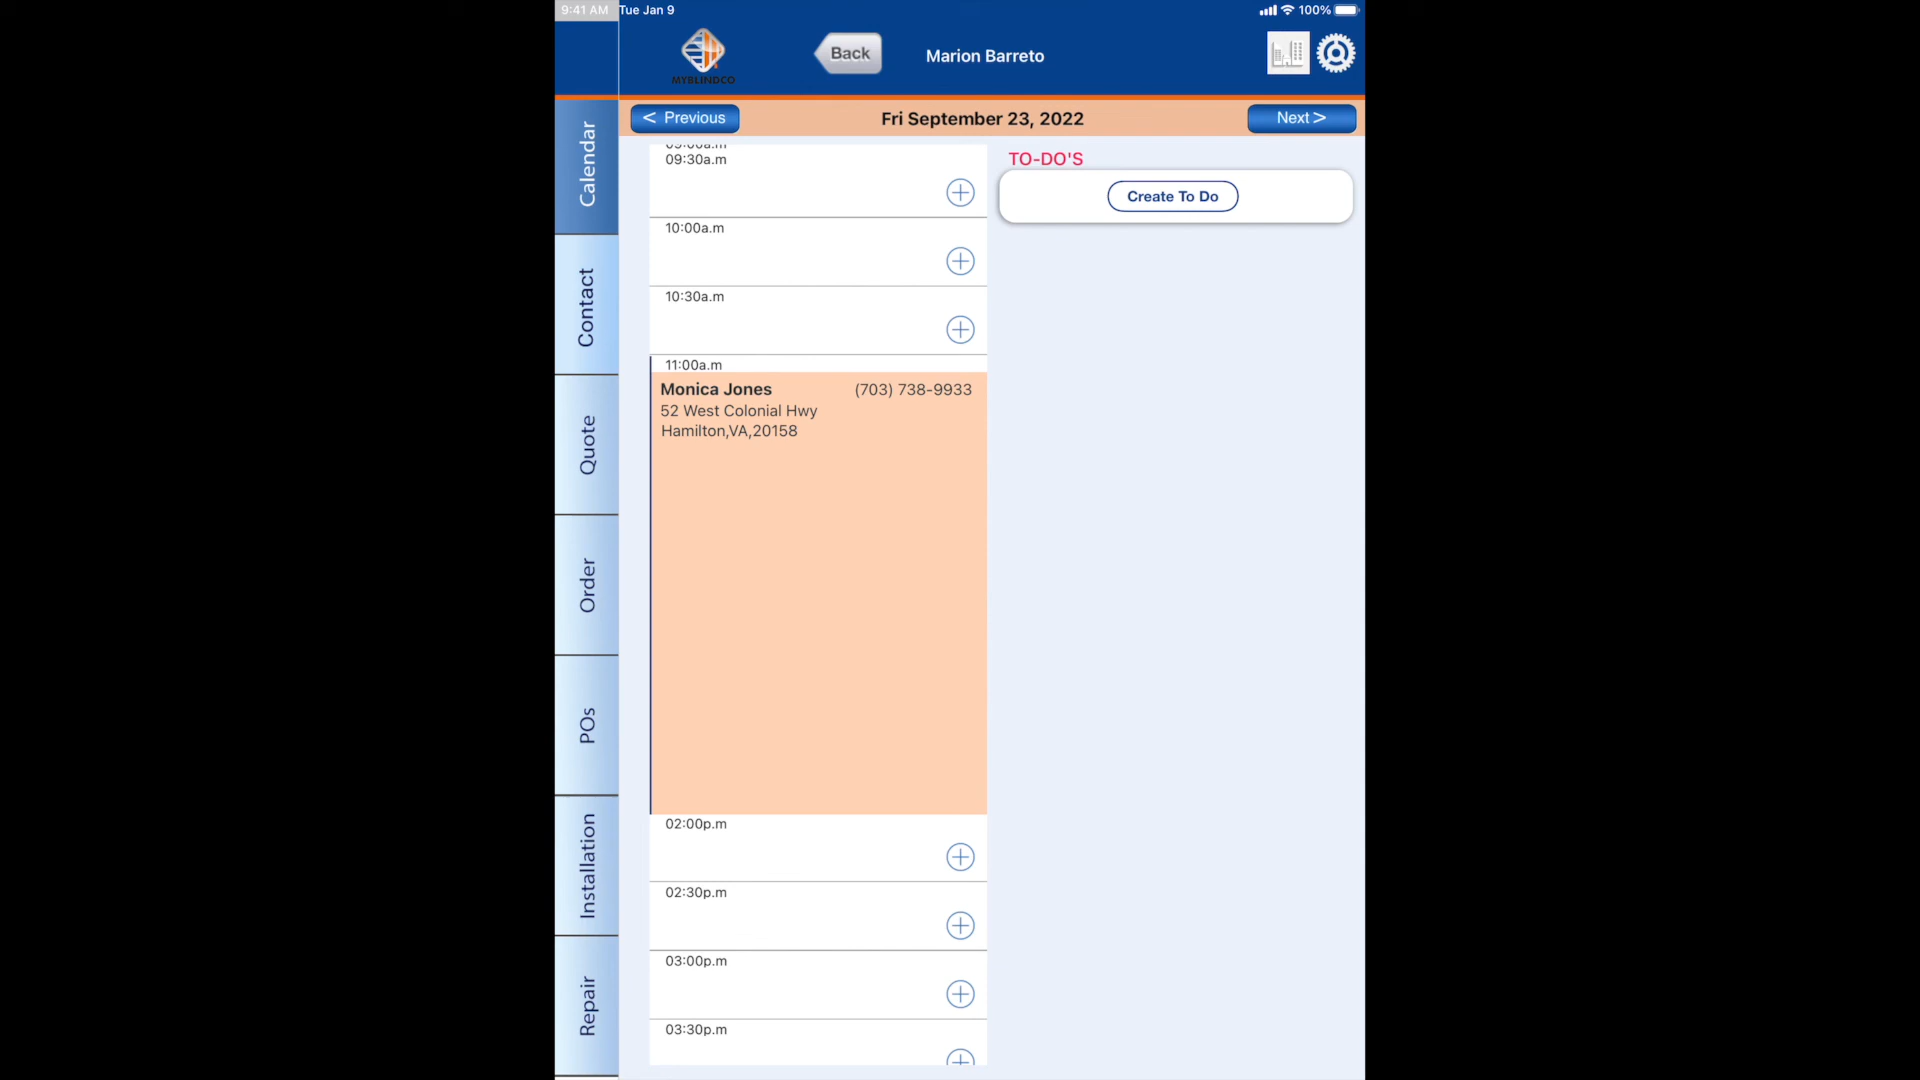 9:41 AM Tue Jan 9
100%
MYBLINDCO
Back
Marion Barreto
< Previous
Fri September 23, 2022
Next >
Calendar
Contact
Quote
Order
POs
Installation
Repair
09:00a.m
09:30a.m
10:00a.m
10:30a.m
11:00a.m
Monica Jones (703) 738-9933
52 West Colonial Hwy
Hamilton,VA,20158
02:00p.m
02:30p.m
03:00p.m
03:30p.m
TO-DO'S
Create To Do